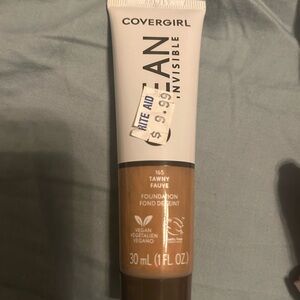 COVERGIRL
EAN
INVISIBLE
RITE AID
$ 9.99
165
TAWNY
FAUVE
FOUNDATION
FOND DE TEINT
VEGAN
VÉGÉTALIEN
VEGANO
30 mL (1 FL. OZ.)